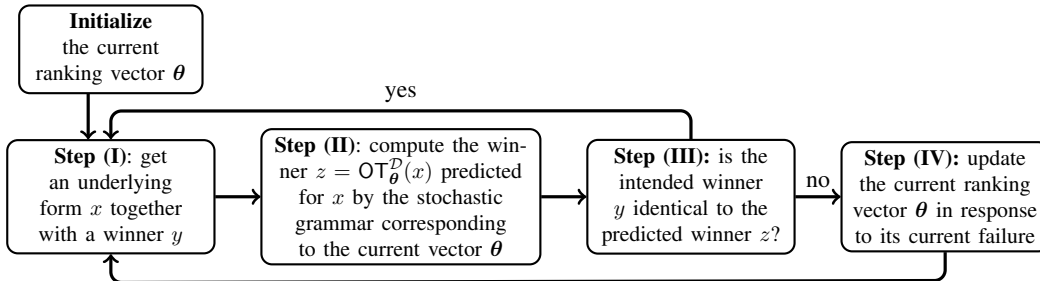 Initialize
the current
ranking vector θ
yes
Step (I): get
an underlying
form x together
with a winner y
Step (II): compute the win-
ner z = OT_θ^D(x) predicted
for x by the stochastic
grammar corresponding
to the current vector θ
Step (III): is the
intended winner
y identical to the
predicted winner z?
no
Step (IV): update
the current ranking
vector θ in response
to its current failure